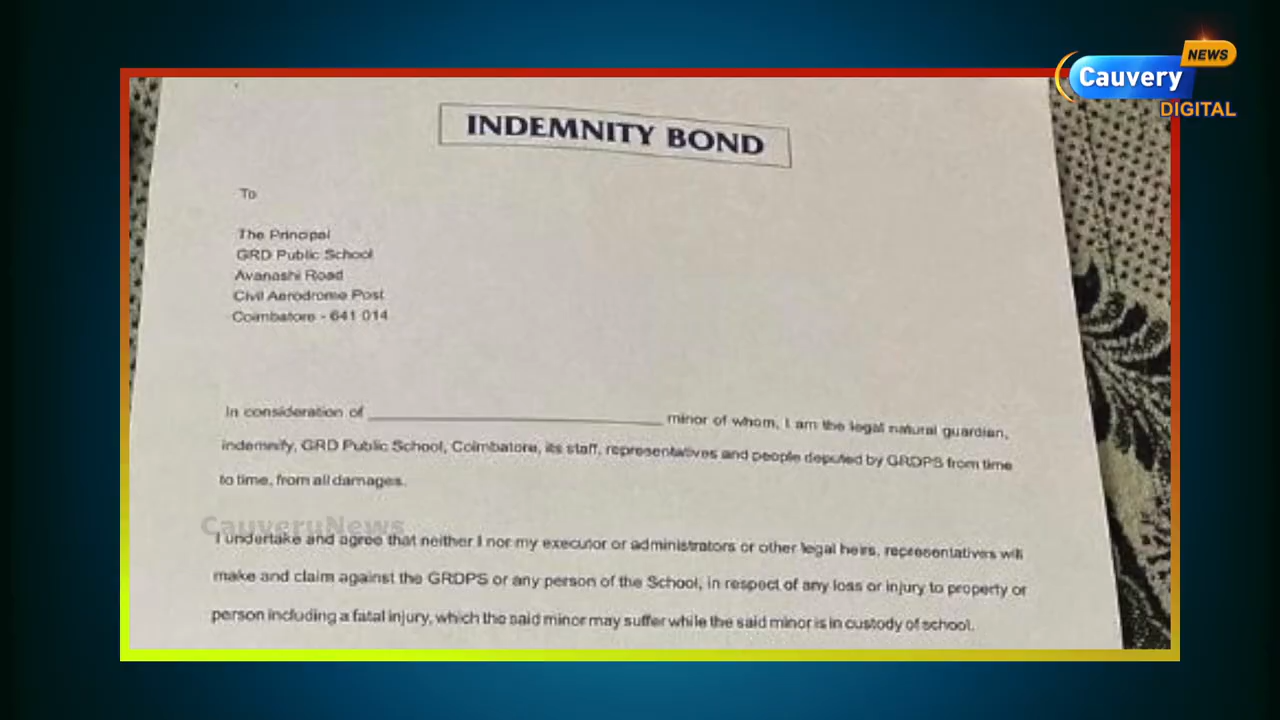 NEWS
Cauvery
DIGITAL
INDEMNITY BOND
To
The Principal
GRD Public School
Avanashi Road
Civil Aerodrome Post
Coimbatore - 641 014
In consideration of ____________________ minor of whom, I am the legal natural guardian,
indemnify, GRD Public School, Coimbatore, its staff, representatives and people deputed by GRDPS from time
to time, from all damages.
CauveryNews
I undertake and agree that neither I nor my executor or administrators or other legal heirs, representatives will
make and claim against the GRDPS or any person of the School, in respect of any loss or injury to property or
person including a fatal injury, which the said minor may suffer while the said minor is in custody of school.